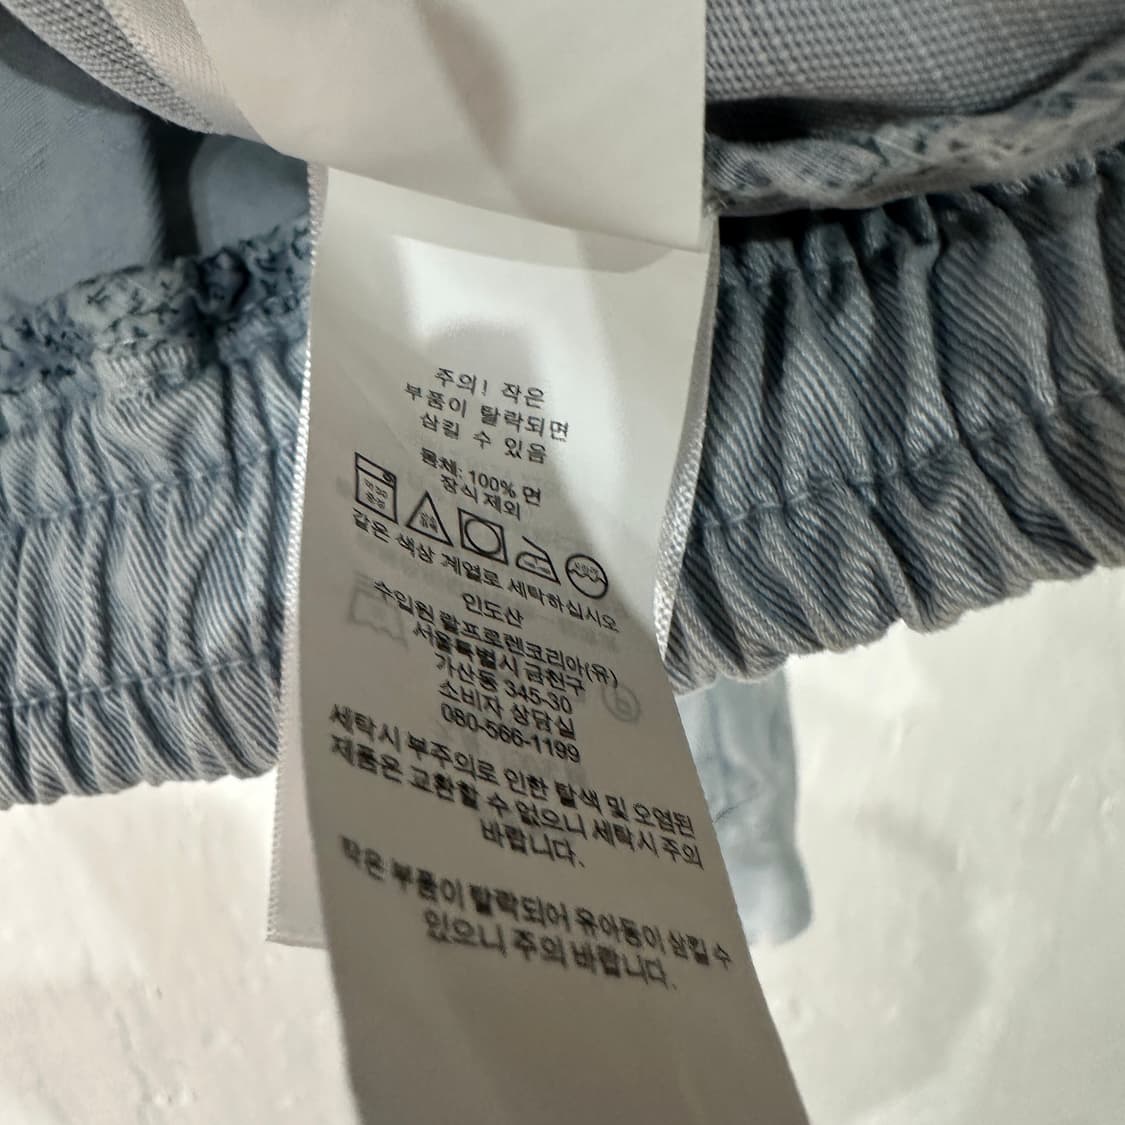 주의! 작은
부품이 탈락되면
삼킬 수 있음
몸체: 100% 면
장식 제외
같은 색상 계열로 세탁하십시오
인도산
수입원 랄프로렌코리아(유)
서울특별시 금천구
가산동 345-30
소비자 상담실
080-566-1199
세탁시 부주의로 인한 탈색 및 오염된
제품은 교환할 수 없으니 세탁시 주의
바랍니다.
작은 부품이 탈락되어 유아동이 삼킬 수
있으니 주의 바랍니다.